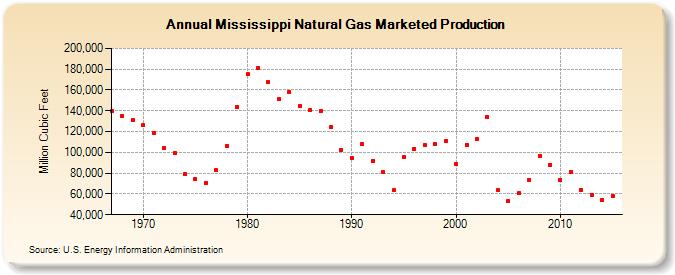 Annual Mississippi Natural Gas Marketed Production
Million Cubic Feet
200,000
180,000
160,000
140,000
120,000
100,000
80,000
60,000
40,000
1970 1980 1990 2000 2010
Source: U.S. Energy Information Administration